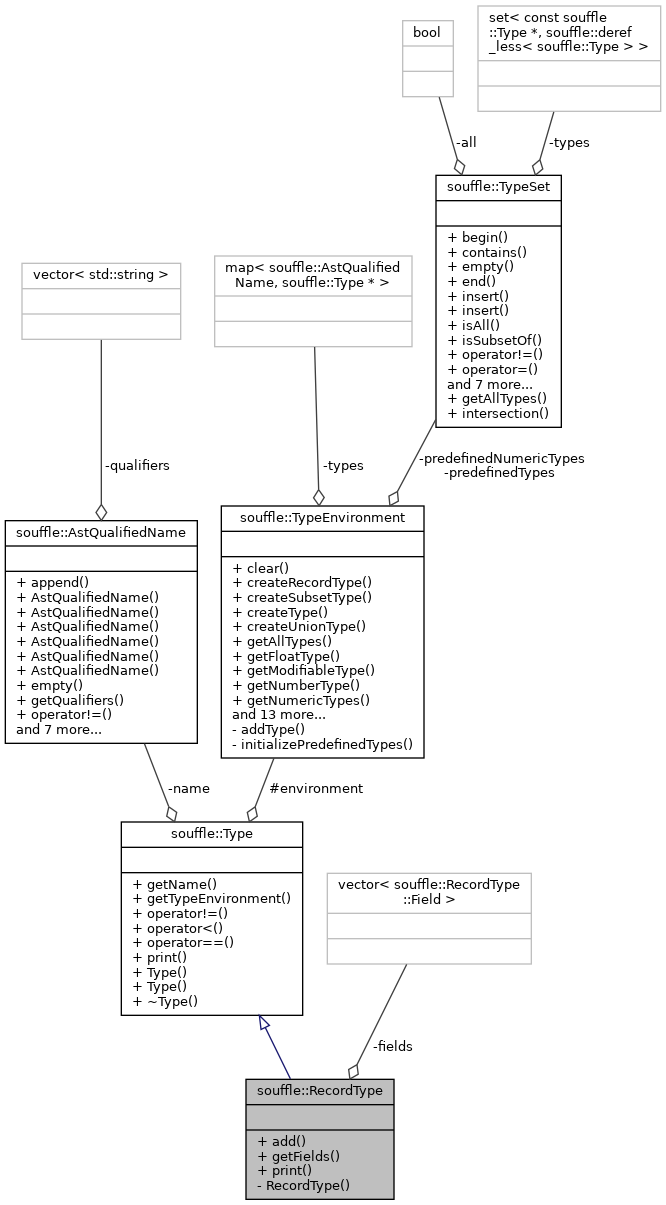 bool
set< const souffle
::Type *, souffle::deref
_less< souffle::Type > >
-all
-types
souffle::TypeSet
+ begin()
+ contains()
+ empty()
+ end()
+ insert()
+ insert()
+ isAll()
+ isSubsetOf()
+ operator!=()
+ operator=()
and 7 more...
+ getAllTypes()
+ intersection()
vector< std::string >
map< souffle::AstQualified
Name, souffle::Type * >
-qualifiers
-types
-predefinedNumericTypes
-predefinedTypes
souffle::AstQualifiedName
+ append()
+ AstQualifiedName()
+ AstQualifiedName()
+ AstQualifiedName()
+ AstQualifiedName()
+ AstQualifiedName()
+ AstQualifiedName()
+ empty()
+ getQualifiers()
+ operator!=()
and 7 more...
souffle::TypeEnvironment
+ clear()
+ createRecordType()
+ createSubsetType()
+ createType()
+ createUnionType()
+ getAllTypes()
+ getFloatType()
+ getModifiableType()
+ getNumberType()
+ getNumericTypes()
and 13 more...
- addType()
- initializePredefinedTypes()
-name
#environment
souffle::Type
+ getName()
+ getTypeEnvironment()
+ operator!=()
+ operator<()
+ operator==()
+ print()
+ Type()
+ Type()
+ ~Type()
vector< souffle::RecordType
::Field >
-fields
souffle::RecordType
+ add()
+ getFields()
+ print()
- RecordType()